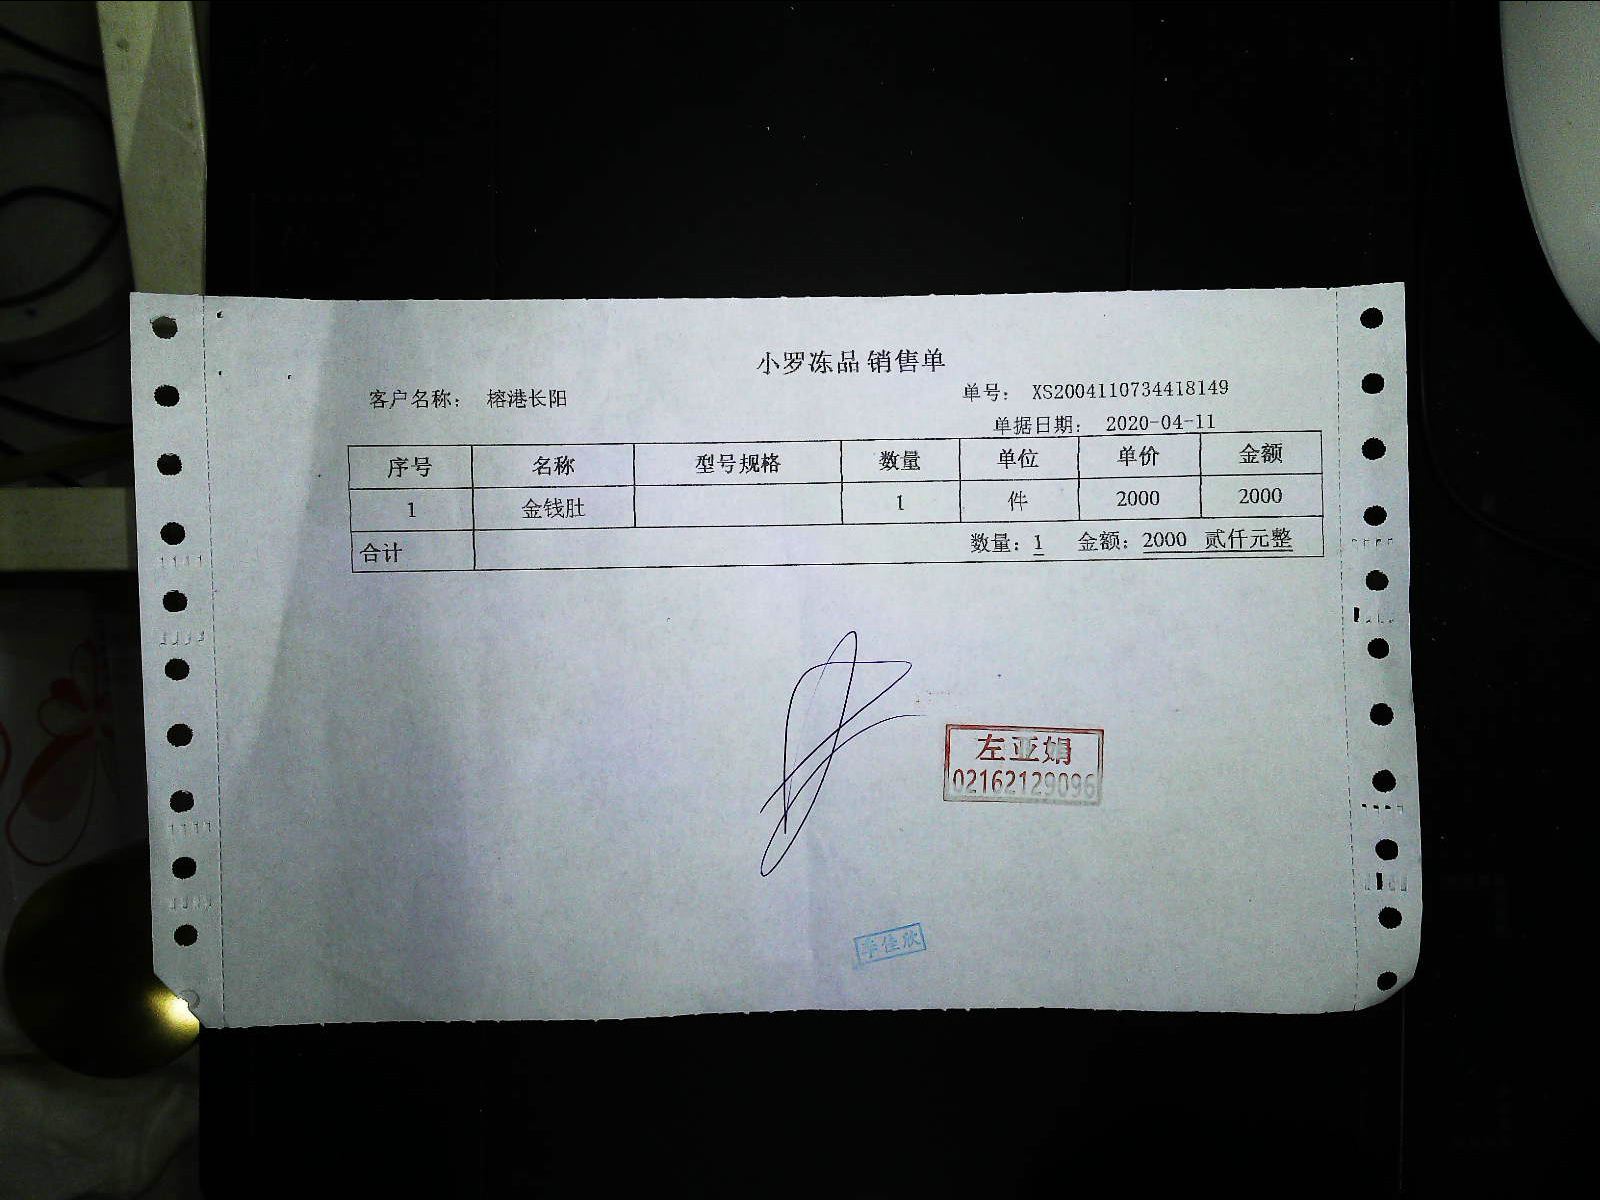 小罗冻品 销售单
客户名称： 榕港长阳 单号： XS2004110734418149
单据日期： 2020-04-11
序号 名称 型号规格 数量 单位 单价 金额
1 金钱肚 1 件 2000 2000
合计 数量：1 金额：2000 贰仟元整
左亚娟
02162129096
李佳欣